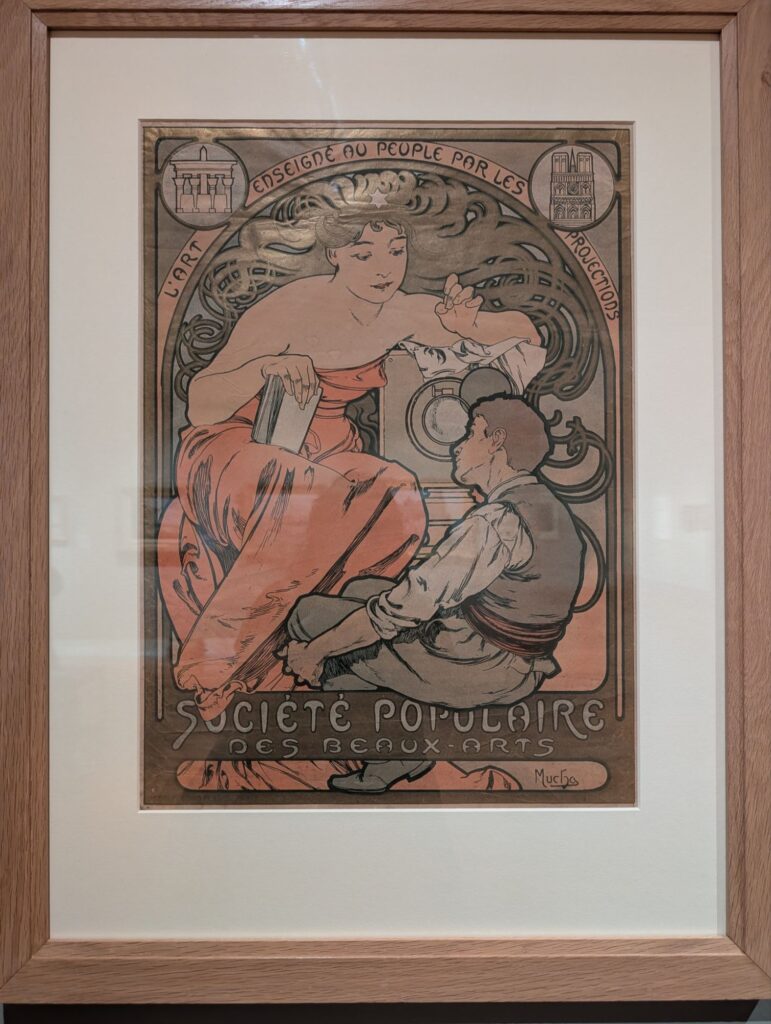 L'ART ENSEIGNÉ AU PEUPLE PAR LES PROJECTIONS
SOCIÉTÉ POPULAIRE
DES BEAUX-ARTS
Mucha